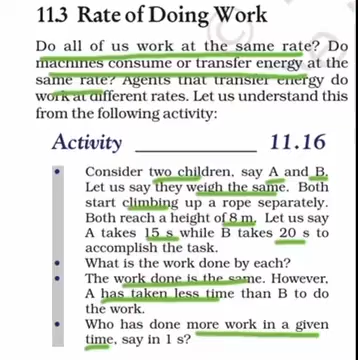 11.3 Rate of Doing Work
Do all of us work at the same rate? Do
machines consume or transfer energy at the
same rate? Agents that transfer energy do
work at different rates. Let us understand this
from the following activity:
Activity ______________ 11.16
• Consider two children, say A and B.
Let us say they weigh the same. Both
start climbing up a rope separately.
Both reach a height of 8 m. Let us say
A takes 15 s while B takes 20 s to
accomplish the task.
• What is the work done by each?
• The work done is the same. However,
A has taken less time than B to do
the work.
• Who has done more work in a given
time, say in 1 s?